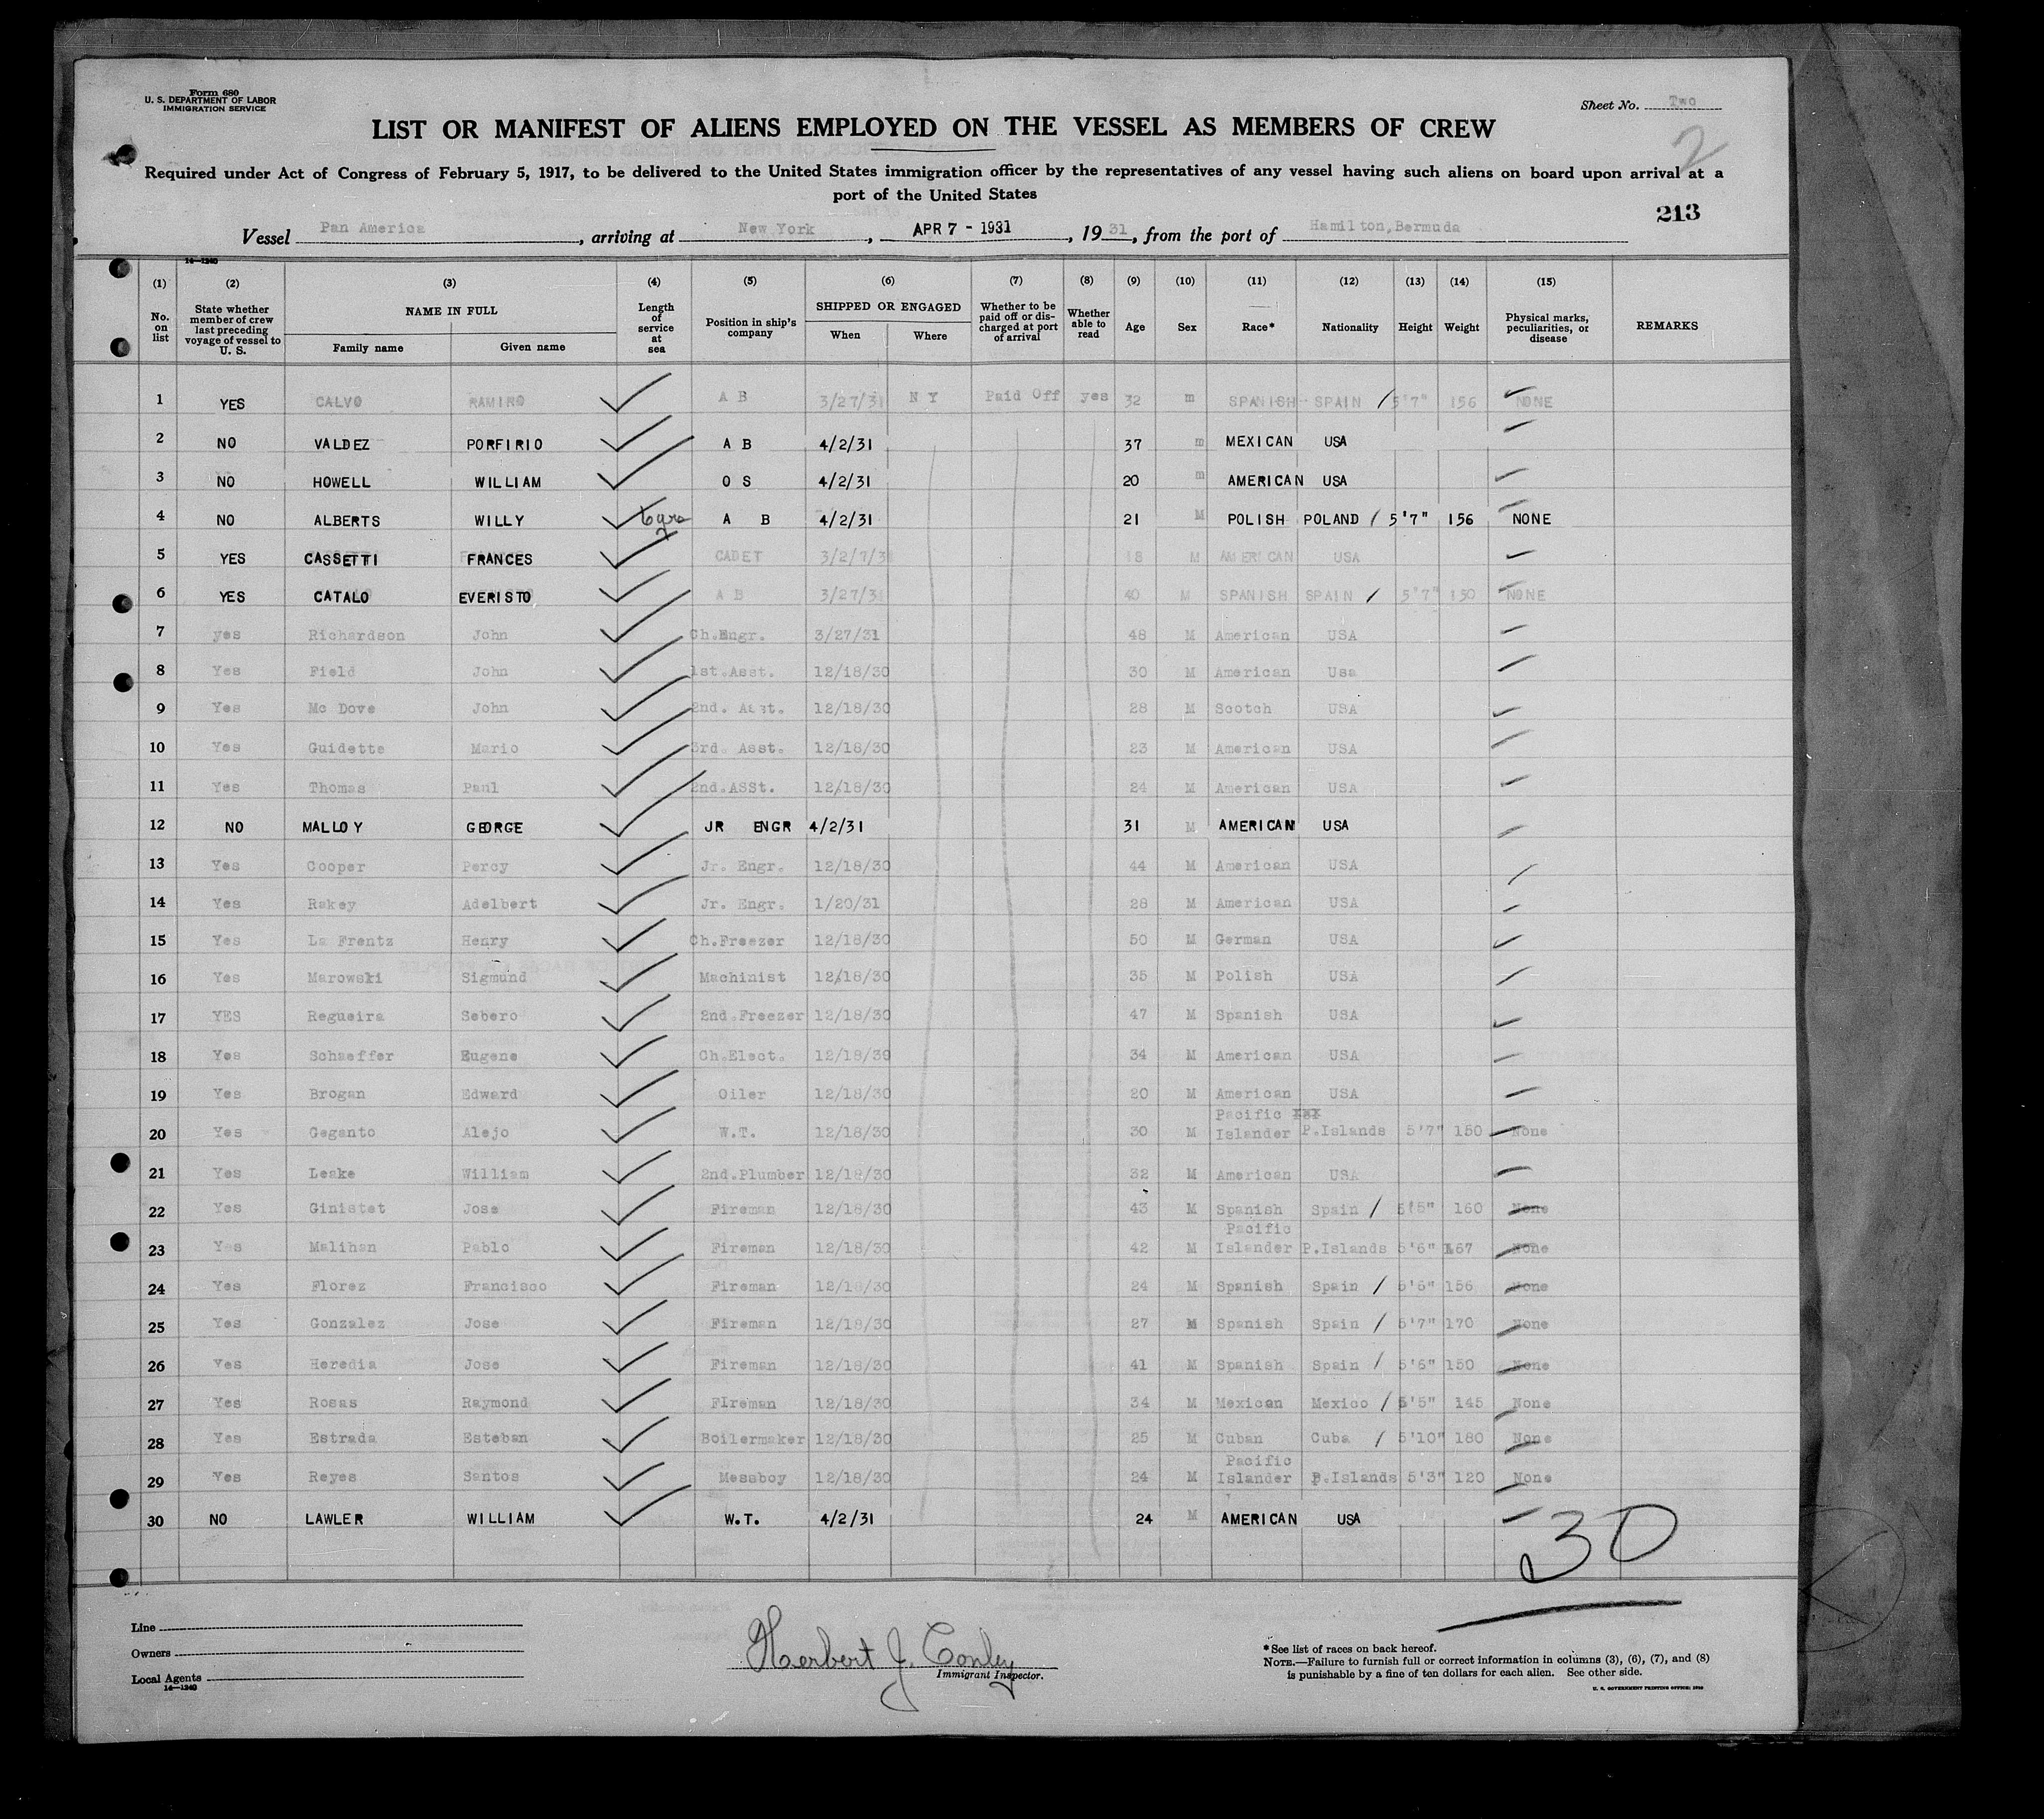 Form 680
U. S. DEPARTMENT OF LABOR
IMMIGRATION SERVICE
Sheet No. Two
2
LIST OR MANIFEST OF ALIENS EMPLOYED ON THE VESSEL AS MEMBERS OF CREW
Required under Act of Congress of February 5, 1917, to be delivered to the United States immigration officer by the representatives of any vessel having such aliens on board upon arrival at a
port of the United States
213
Vessel Pan America, arriving at New York, APR 7 - 1931, 1931, from the port of Hamilton, Bermuda
14—1240
(1) (2) (3) (4) (5) (6) (7) (8) (9) (10) (11) (12) (13) (14) (15)
No. on list State whether member of crew last preceding voyage of vessel to U. S. NAME IN FULL Family name Given name Length of service at sea Position in ship's company SHIPPED OR ENGAGED When Where Whether to be paid off or discharged at port of arrival Whether able to read Age Sex Race* Nationality Height Weight Physical marks, peculiarities, or disease REMARKS
1 YES CALVO RAMIRO A B 3/27/31 N Y Paid Off yes 32 m SPANISH SPAIN / 5'7" 156 NONE
2 NO VALDEZ PORFIRIO A B 4/2/31 37 m MEXICAN USA
3 NO HOWELL WILLIAM O S 4/2/31 20 m AMERICAN USA
4 NO ALBERTS WILLY 6 yrs A B 4/2/31 21 M POLISH POLAND / 5'7" 156 NONE
5 YES CASSETTI FRANCES CADET 3/2/7/31 18 M AMERICAN USA
6 YES CATALO EVERISTO A B 3/27/31 40 M SPANISH SPAIN / 5'7" 150 NONE
7 yes Richardson John Ch.Engr. 3/27/31 48 M American USA
8 Yes Field John 1st.Asst. 12/18/30 30 M American Usa
9 Yes Mc Dove John 2nd. Asst. 12/18/30 28 M Scotch USA
10 Yes Guidette Mario 3rd. Asst. 12/18/30 23 M American USA
11 Yes Thomas Paul 2nd.ASSt. 12/18/30 24 M American USA
12 NO MALLOY GEORGE JR ENGR 4/2/31 31 M AMERICAN USA
13 Yes Cooper Percy Jr. Engr. 12/18/30 44 M American USA
14 Yes Rakey Adelbert Jr. Engr. 1/20/31 28 M American USA
15 Yes La Frentz Henry Ch.Freezer 12/18/30 50 M German USA
16 Yes Marowski Sigmund Machinist 12/18/30 35 M Polish USA
17 YES Regueira Sebero 2nd.Freezer 12/18/30 47 M Spanish USA
18 Yes Schaeffer Eugene Ch.Elect. 12/18/30 34 M American USA
19 Yes Brogan Edward Oiler 12/18/30 20 M American USA
20 Yes Geganto Alejo W.T. 12/18/30 30 M Pacific Islander P.Islands 5'7" 150 None
21 Yes Leake William 2nd.Plumber 12/18/30 32 M American USA
22 Yes Ginistet Jose Fireman 12/18/30 43 M Spanish Spain / 5'5" 160 None
23 Yes Malihan Pablo Fireman 12/18/30 42 M Pacific Islander P.Islands 5'6" 167 None
24 Yes Florez Francisco Fireman 12/18/30 24 M Spanish Spain / 5'6" 156 None
25 Yes Gonzalez Jose Fireman 12/18/30 27 M Spanish Spain / 5'7" 170 None
26 Yes Heredia Jose Fireman 12/18/30 41 M Spanish Spain / 5'6" 150 None
27 Yes Rosas Raymond FIreman 12/18/30 34 M Mexican Mexico / 5'5" 145 None
28 Yes Estrada Esteban Boilermaker 12/18/30 25 M Cuban Cuba / 5'10" 180 None
29 Yes Reyes Santos Messboy 12/18/30 24 M Pacific Islander P.Islands 5'3" 120 None
30 NO LAWLER WILLIAM W.T. 4/2/31 24 M AMERICAN USA
30
Line
Owners
Local Agents
14—1240
Herbert J. Conley
Immigrant Inspector.
*See list of races on back hereof.
NOTE.—Failure to furnish full or correct information in columns (3), (6), (7), and (8)
is punishable by a fine of ten dollars for each alien. See other side.
U. S. GOVERNMENT PRINTING OFFICE: